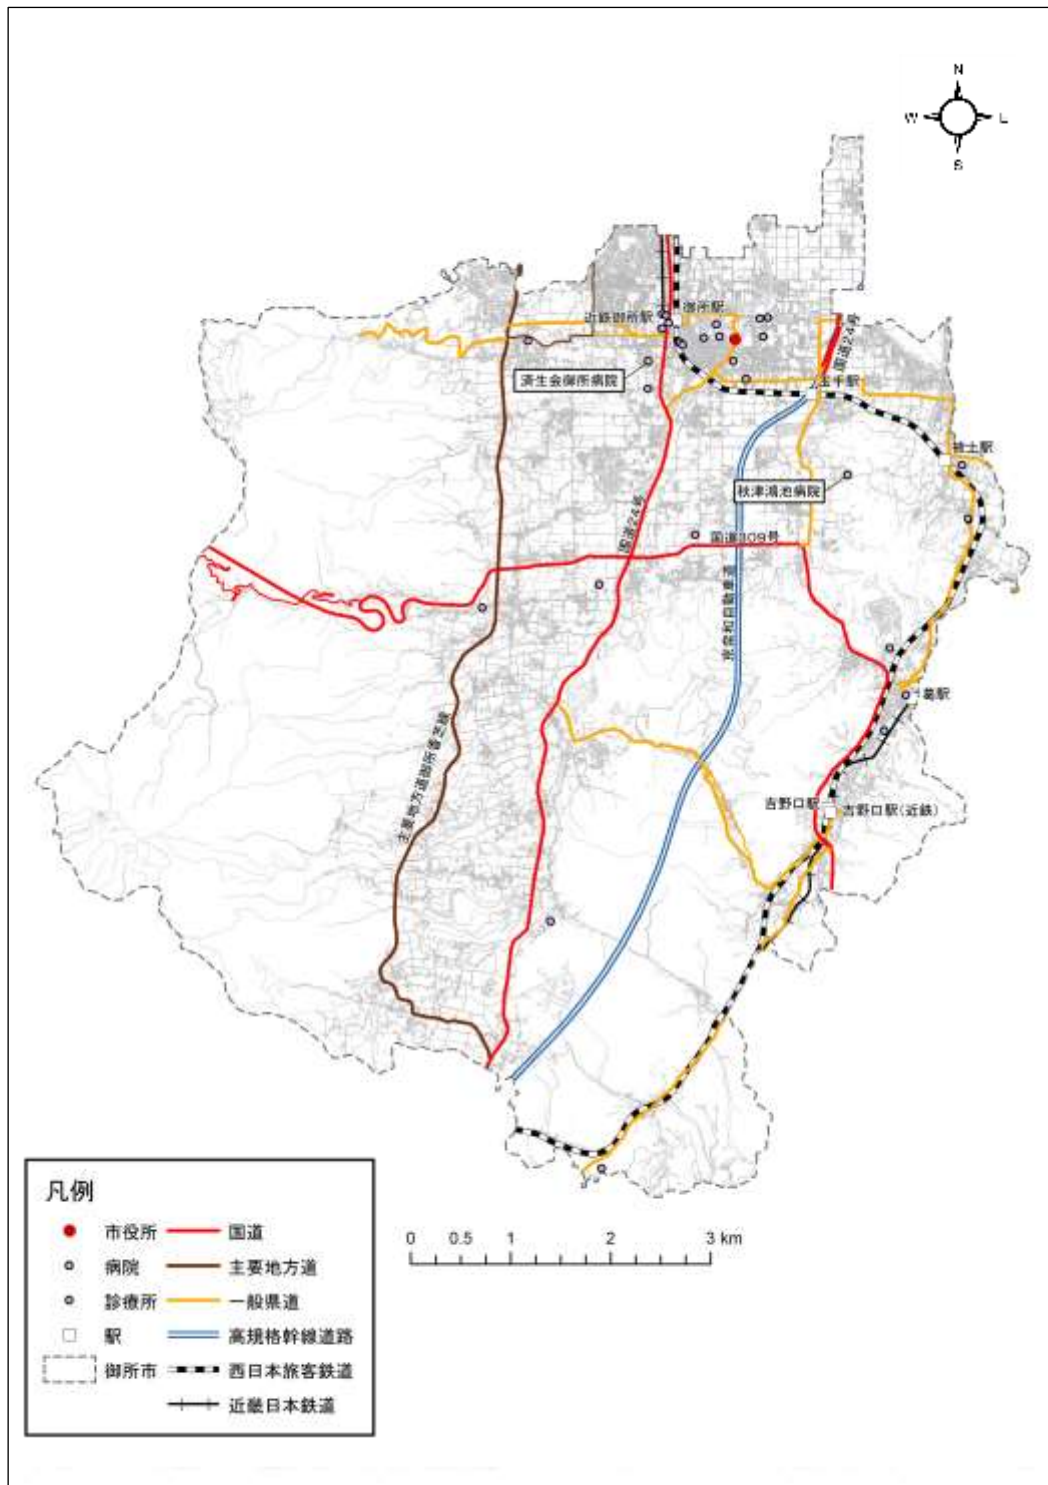 N
W L
S
御所駅
近鉄御所駅
国道24号
済生会御所病院
玉手駅
掖上駅
秋津鴻池病院
国道24号
国道309号
京奈和自動車道
葛駅
主要地方道御所香芝線
吉野口駅
吉野口駅(近鉄)
凡例
市役所 国道
病院 主要地方道
診療所 一般県道
駅 高規格幹線道路
御所市 西日本旅客鉄道
近畿日本鉄道
0 0.5 1 2 3 km